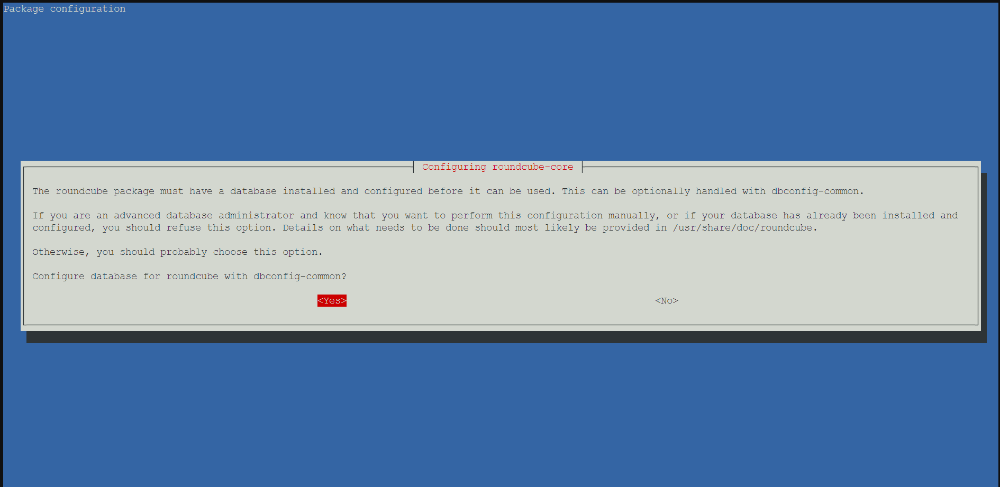 Package configuration
Configuring roundcube-core
The roundcube package must have a database installed and configured before it can be used. This can be optionally handled with dbconfig-common.
If you are an advanced database administrator and know that you want to perform this configuration manually, or if your database has already been installed and
configured, you should refuse this option. Details on what needs to be done should most likely be provided in /usr/share/doc/roundcube.
Otherwise, you should probably choose this option.
Configure database for roundcube with dbconfig-common?
<Yes> <No>